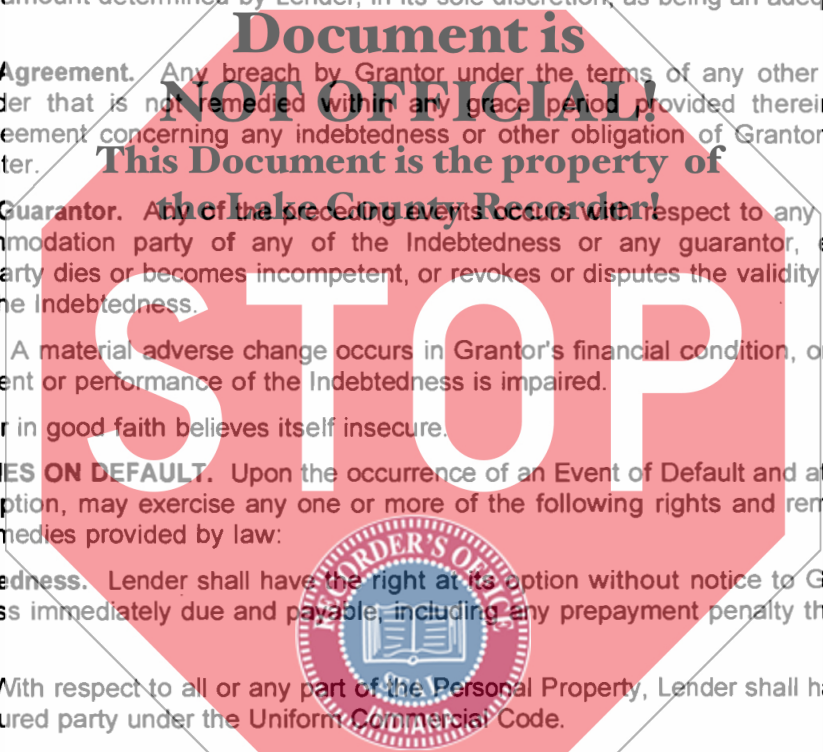 amount determined by Lender, in its sole discretion, as being an adeq
Document is
Agreement. Any breach by Grantor under the terms of any other
NOT OFFICIAL!
der that is not remedied within any grace period provided therein
eement concerning any indebtedness or other obligation of Grantor
This Document is the property of
ter.
the Lake County Recorder!
Guarantor. Any of the preceding events occurs with respect to any
mmodation party of any of the Indebtedness or any guarantor, e
arty dies or becomes incompetent, or revokes or disputes the validity
he Indebtedness.
STOP
A material adverse change occurs in Grantor's financial condition, o
ent or performance of the Indebtedness is impaired.
r in good faith believes itself insecure.
IES ON DEFAULT. Upon the occurrence of an Event of Default and at
ption, may exercise any one or more of the following rights and rem
medies provided by law:
RECORDER'S OFFICE
edness. Lender shall have the right at its option without notice to G
ss immediately due and payable, including any prepayment penalty th
SEAL
With respect to all or any part of the Personal Property, Lender shall ha
ured party under the Uniform Commercial Code.
INDIANA